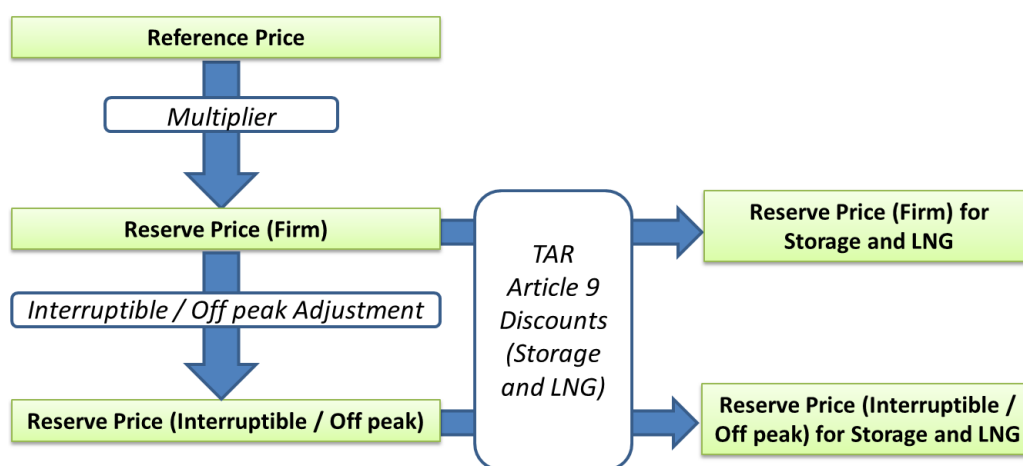 Reference Price
Multiplier
Reserve Price (Firm)
Interruptible / Off peak Adjustment
Reserve Price (Interruptible / Off peak)
TAR
Article 9
Discounts
(Storage
and LNG)
Reserve Price (Firm) for
Storage and LNG
Reserve Price (Interruptible /
Off peak) for Storage and LNG